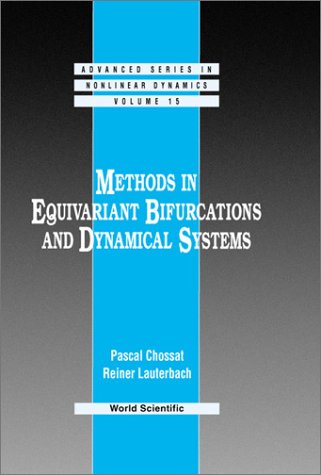 ADVANCED SERIES IN
NONLINEAR DYNAMICS
VOLUME 15
METHODS IN
EQUIVARIANT BIFURCATIONS
AND DYNAMICAL SYSTEMS
Pascal Chossat
Reiner Lauterbach
World Scientific